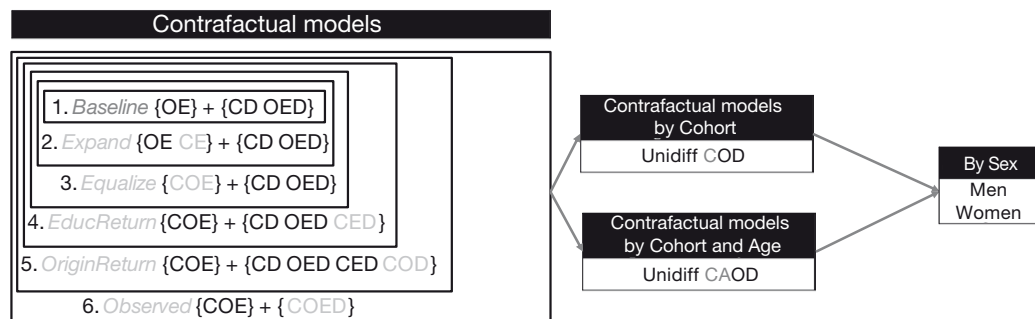 Contrafactual models
1. Baseline {OE} + {CD OED}
2. Expand {OE CE} + {CD OED}
3. Equalize {COE} + {CD OED}
4. EducReturn {COE} + {CD OED CED}
5. OriginReturn {COE} + {CD OED CED COD}
6. Observed {COE} + {COED}
Contrafactual models
by Cohort
Unidiff COD
Contrafactual models
by Cohort and Age
Unidiff CAOD
By Sex
Men
Women